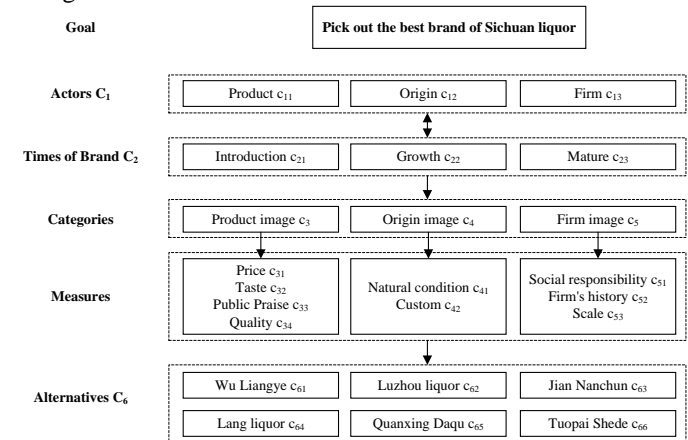 Goal
Pick out the best brand of Sichuan liquor
Actors C₁
Product c₁₁
Origin c₁₂
Firm c₁₃
Times of Brand C₂
Introduction c₂₁
Growth c₂₂
Mature c₂₃
Categories
Product image c₃
Origin image c₄
Firm image c₅
Measures
Price c₃₁
Taste c₃₂
Public Praise c₃₃
Quality c₃₄
Natural condition c₄₁
Custom c₄₂
Social responsibility c₅₁
Firm's history c₅₂
Scale c₅₃
Alternatives C₆
Wu Liangye c₆₁
Luzhou liquor c₆₂
Jian Nanchun c₆₃
Lang liquor c₆₄
Quanxing Daqu c₆₅
Tuopai Shede c₆₆